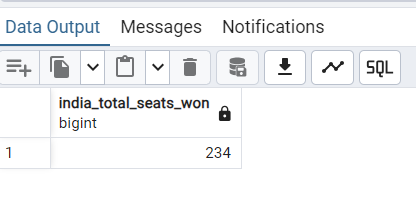 Data Output Messages Notifications
SQL
india_total_seats_won
bigint
1 234